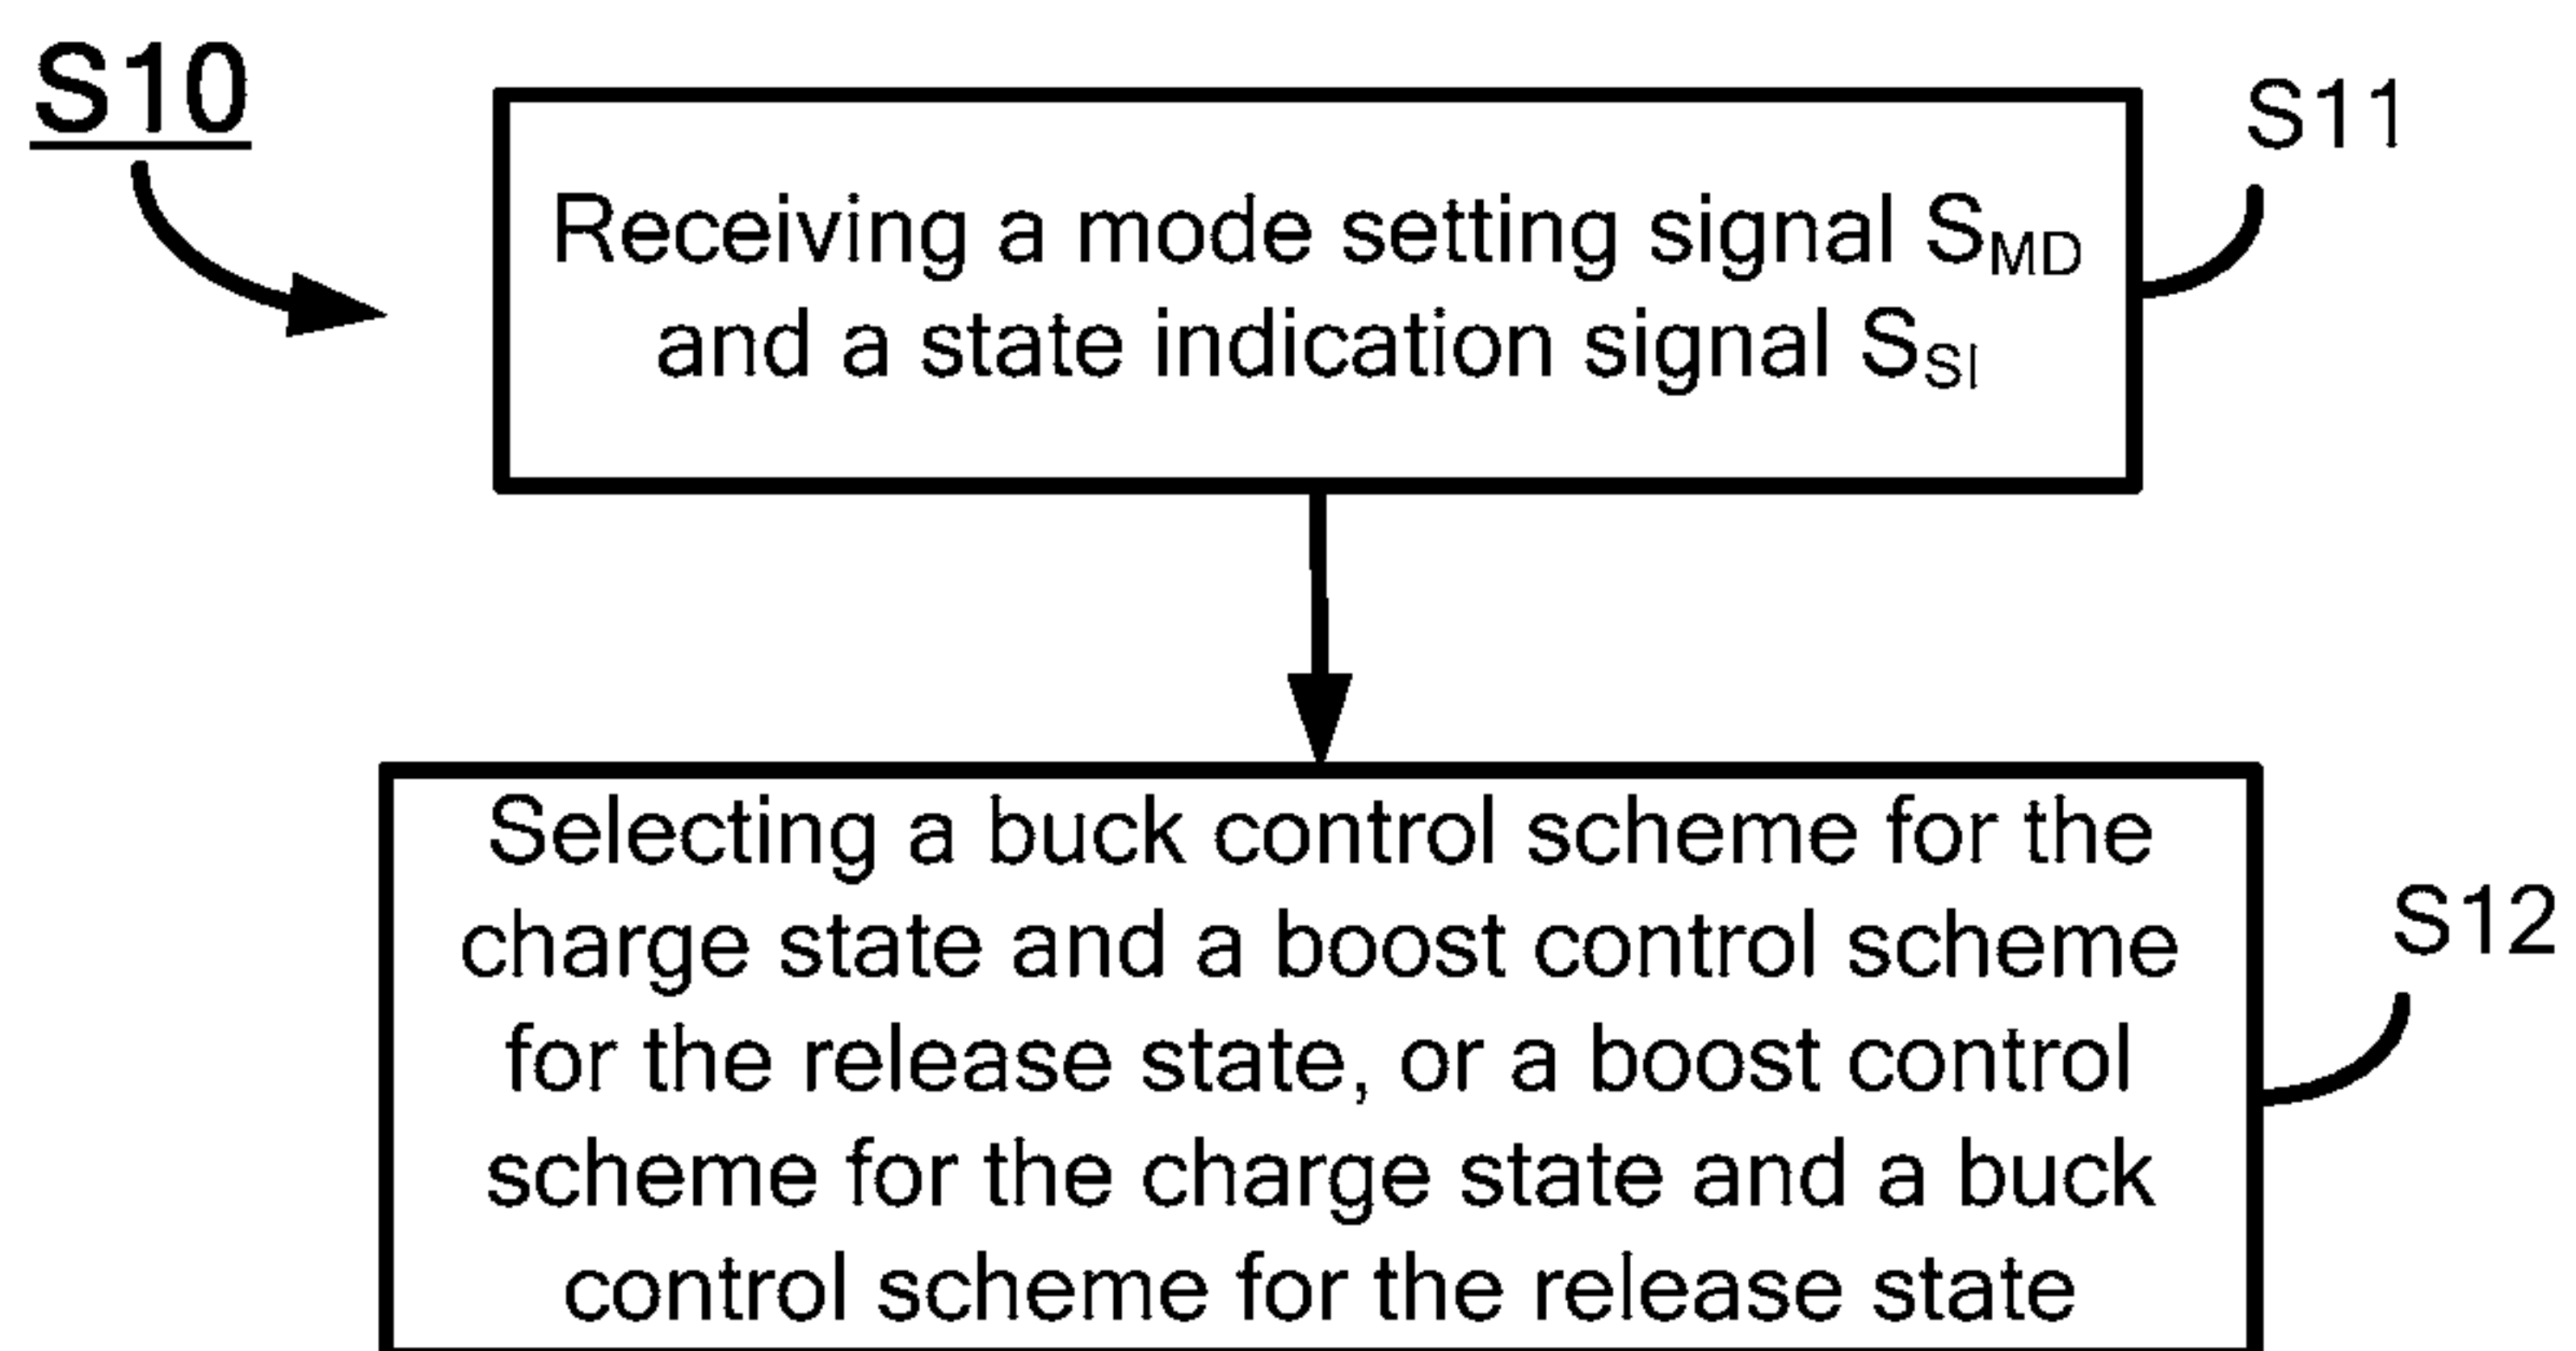 S10
S11
Receiving a mode setting signal S_MD
and a state indication signal S_SI
Selecting a buck control scheme for the
charge state and a boost control scheme
for the release state, or a boost control
scheme for the charge state and a buck
control scheme for the release state
S12